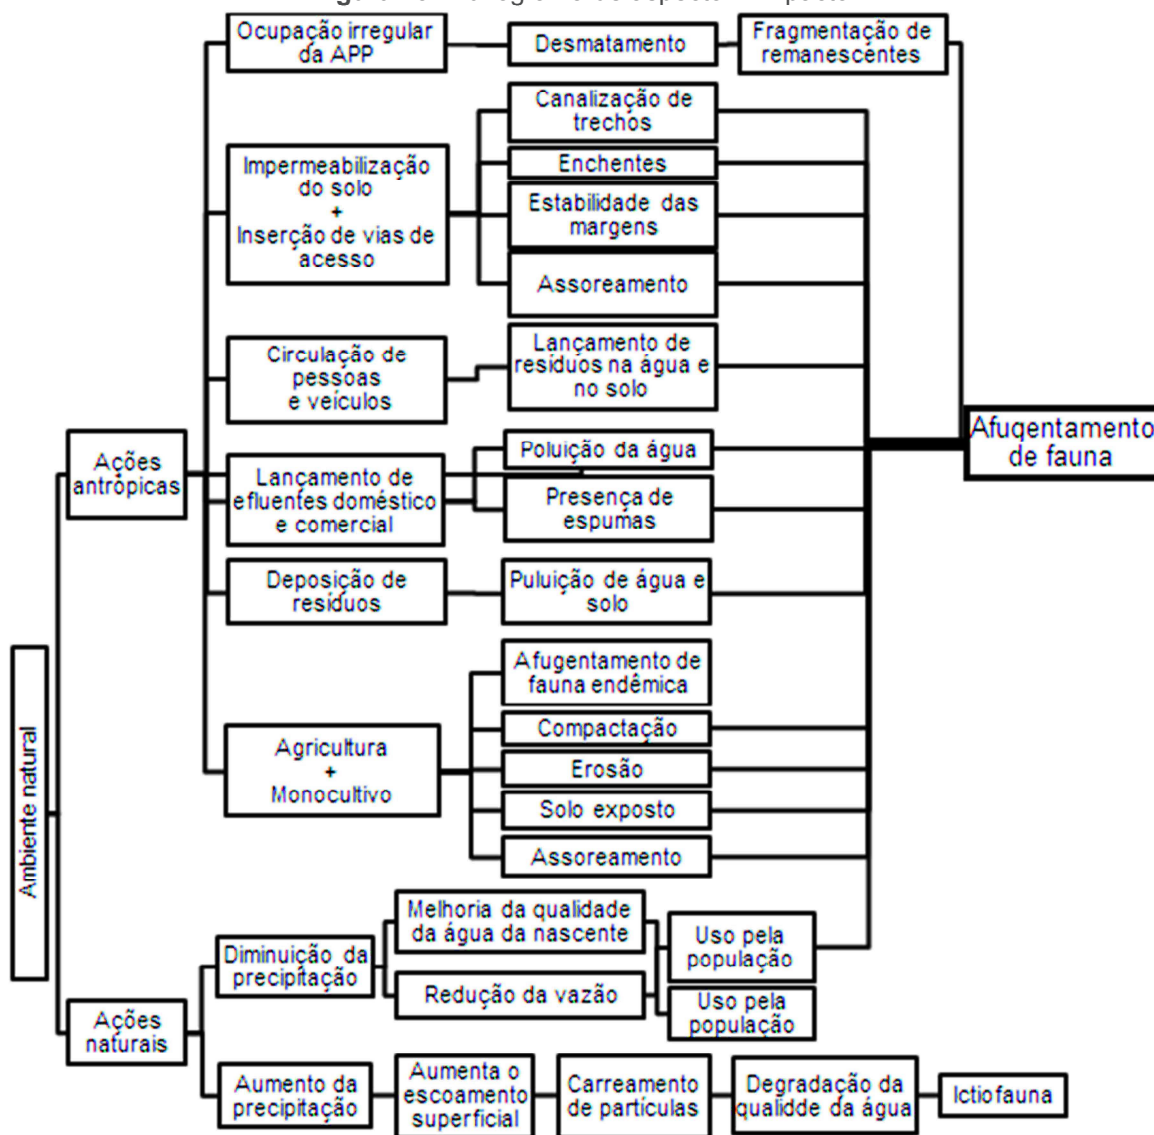 Ocupação irregular
da APP
Desmatamento
Fragmentação de
remanescentes
Canalização de
trechos
Impermeabilização
do solo
+
Inserção de vias de
acesso
Enchentes
Estabilidade das
margens
Assoreamento
Circulação de
pessoas
e veículos
Lançamento de
resíduos na água e
no solo
Afugentamento
de fauna
Ações
antrópicas
Lançamento de
efluentes doméstico
e comercial
Poluição da água
Presença de
espumas
Deposição de
resíduos
Puluição de água e
solo
Afugentamento de
fauna endêmica
Agricultura
+
Monocultivo
Compactação
Erosão
Solo exposto
Assoreamento
Ambiente natural
Diminuição da
precipitação
Melhoria da qualidade
da água da nascente
Redução da vazão
Uso pela
população
Uso pela
população
Ações
naturais
Aumento da
precipitação
Aumenta o
escoamento
superficial
Carreamento
de partículas
Degradação da
qualidde da água
Ictiofauna